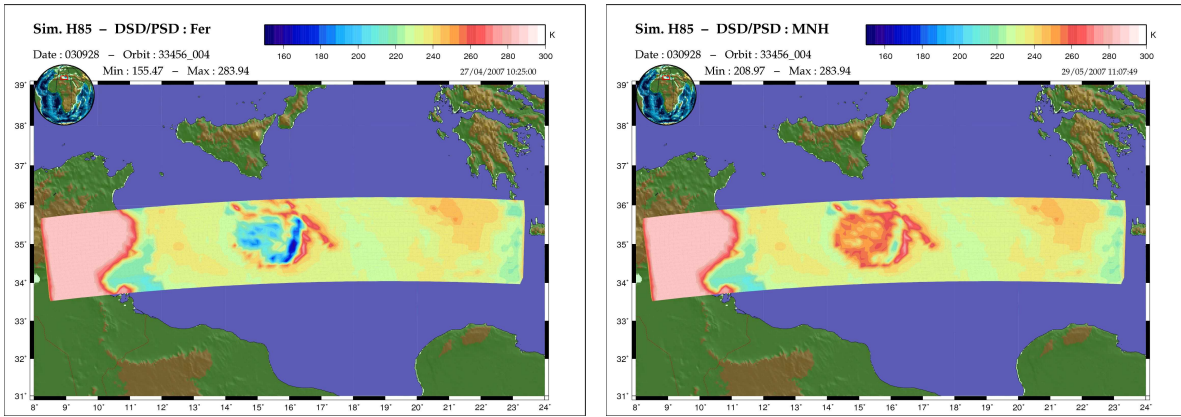 Sim. H85 – DSD/PSD : Fer
K
160 180 200 220 240 260 280 300
Date : 030928 – Orbit : 33456_004
Min : 155.47 – Max : 283.94
27/04/2007 10:25:00
39°
38°
37°
36°
35°
34°
33°
32°
31°
8° 9° 10° 11° 12° 13° 14° 15° 16° 17° 18° 19° 20° 21° 22° 23° 24°
Sim. H85 – DSD/PSD : MNH
K
160 180 200 220 240 260 280 300
Date : 030928 – Orbit : 33456_004
Min : 208.97 – Max : 283.94
29/05/2007 11:07:49
39°
38°
37°
36°
35°
34°
33°
32°
31°
8° 9° 10° 11° 12° 13° 14° 15° 16° 17° 18° 19° 20° 21° 22° 23° 24°